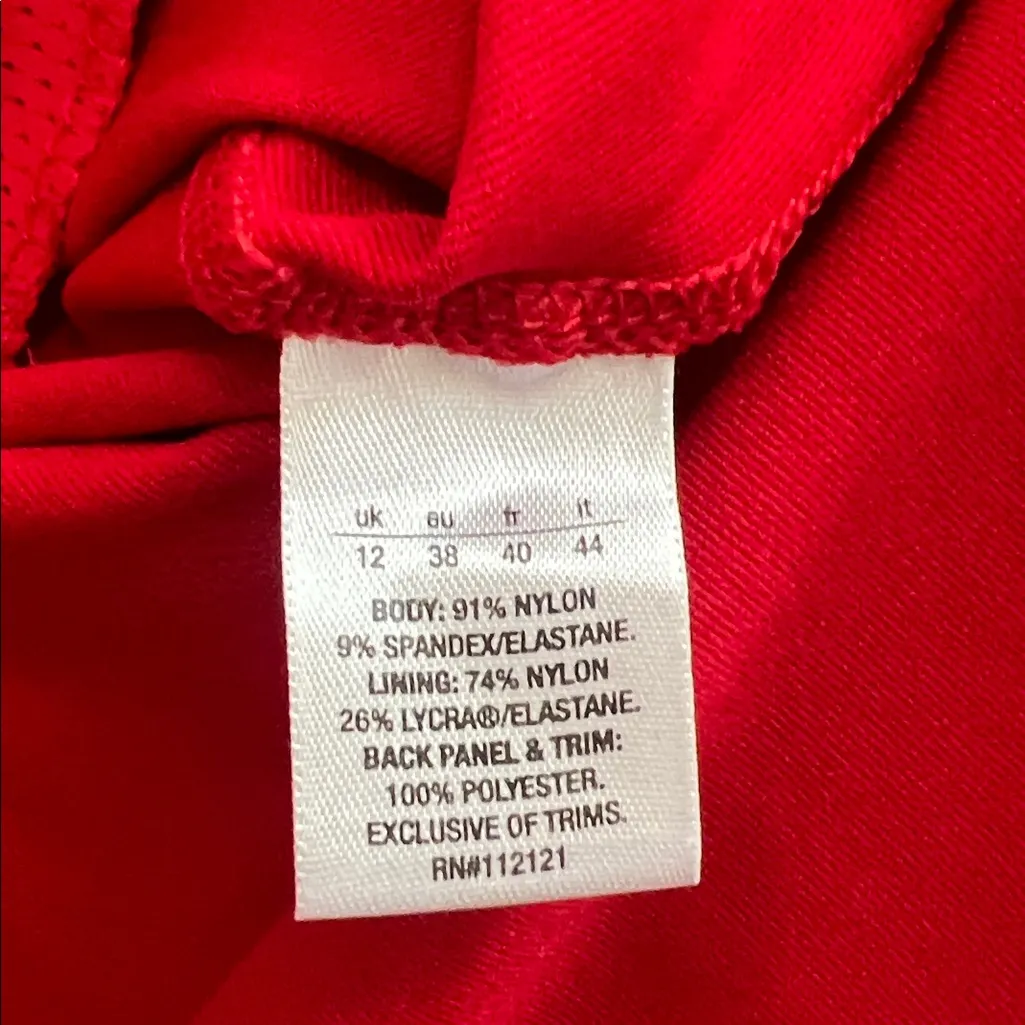 uk eu fr it
12 38 40 44
BODY: 91% NYLON
9% SPANDEX/ELASTANE.
LINING: 74% NYLON
26% LYCRA®/ELASTANE.
BACK PANEL & TRIM:
100% POLYESTER.
EXCLUSIVE OF TRIMS.
RN#112121